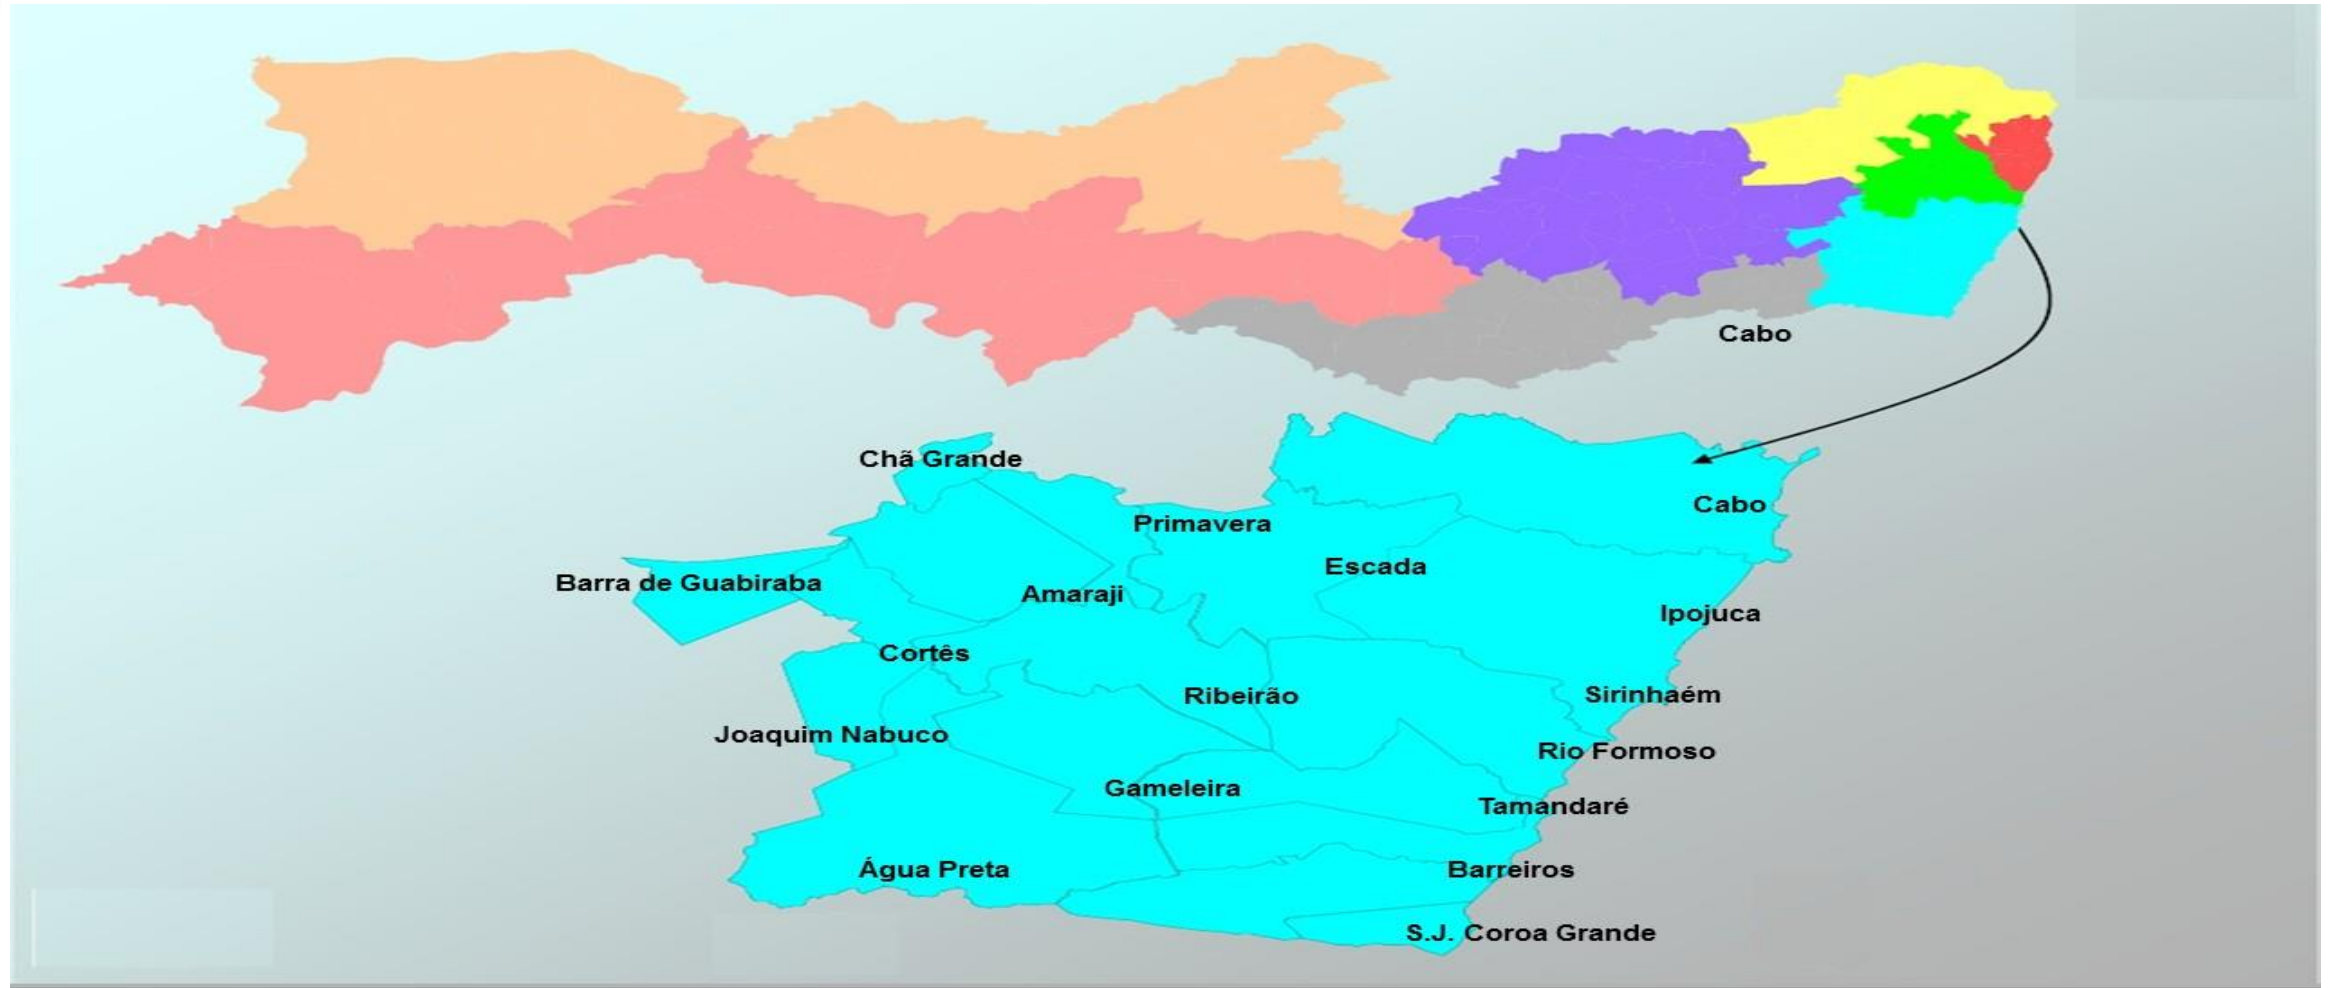 Cabo
Chã Grande
Cabo
Primavera
Escada
Barra de Guabiraba
Amaraji
Ipojuca
Cortês
Ribeirão
Sirinhaém
Joaquim Nabuco
Rio Formoso
Gameleira
Tamandaré
Água Preta
Barreiros
S.J. Coroa Grande